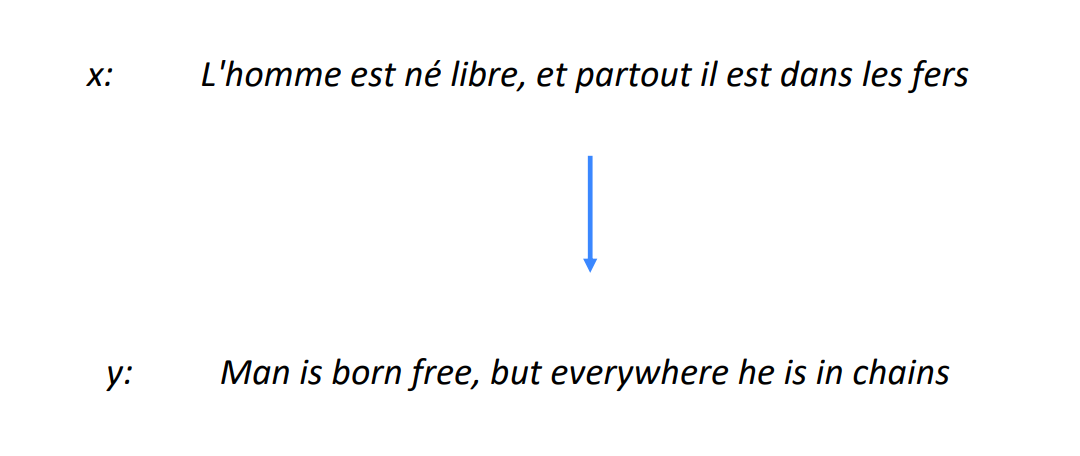 x: L'homme est né libre, et partout il est dans les fers
y: Man is born free, but everywhere he is in chains